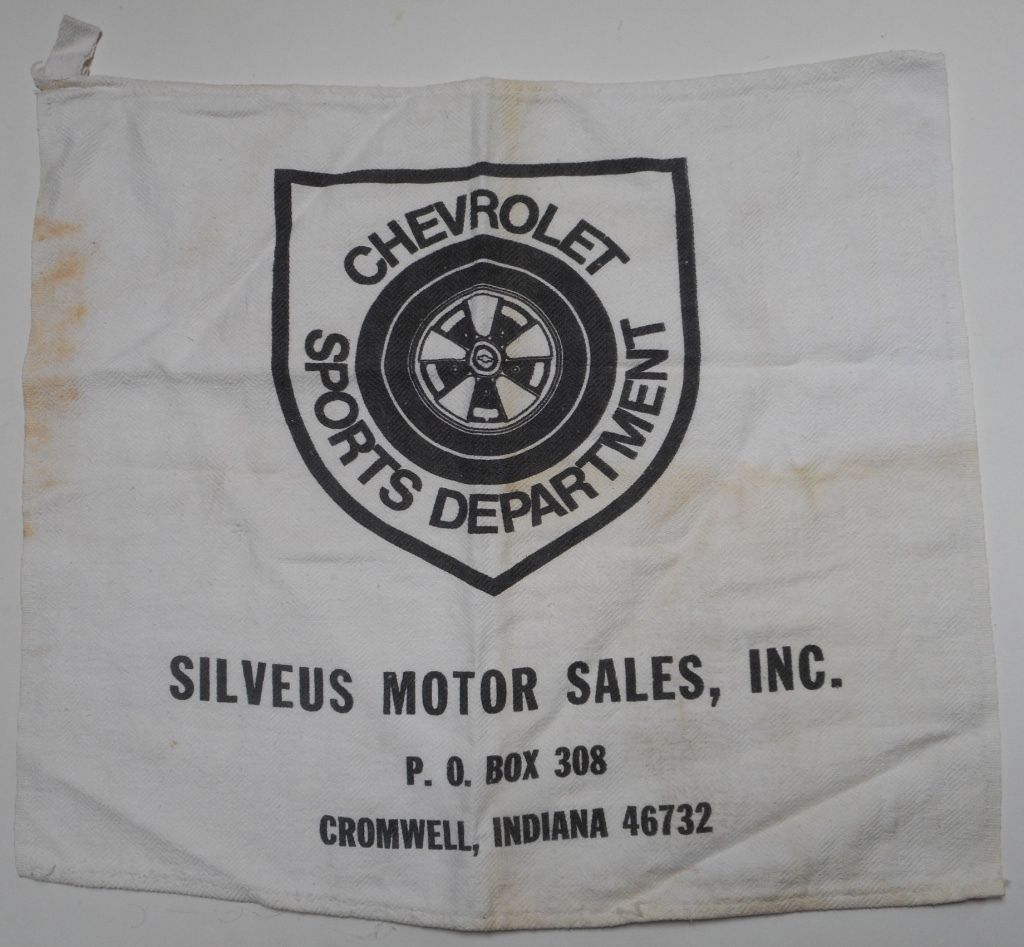 CHEVROLET
SPORTS DEPARTMENT
SILVEUS MOTOR SALES, INC.
P. O. BOX 308
CROMWELL, INDIANA 46732